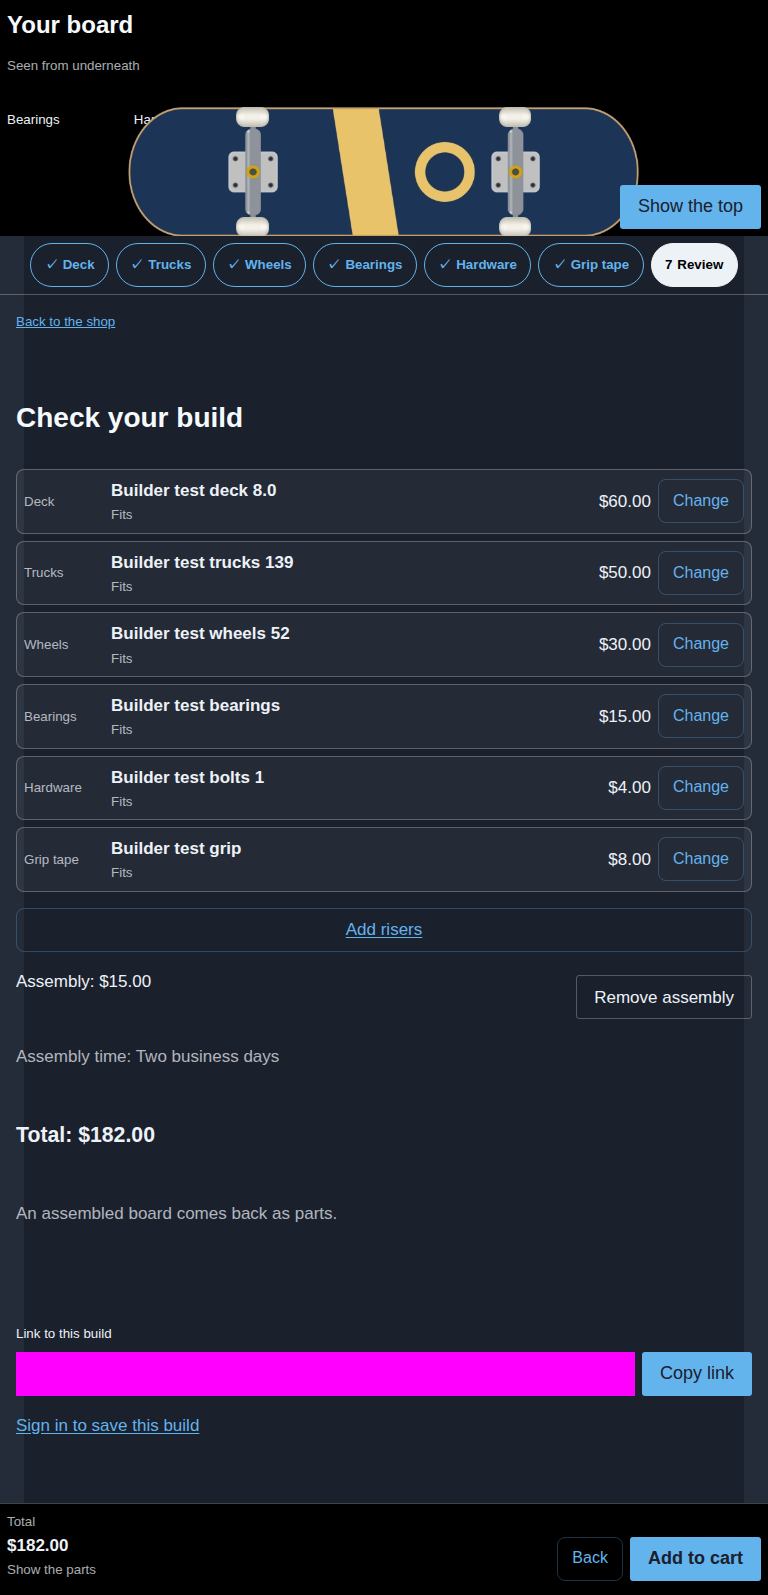 Your board
Seen from underneath
Bearings
Show the top
✓ Deck ✓ Trucks ✓ Wheels ✓ Bearings ✓ Hardware ✓ Grip tape 7 Review
Back to the shop
Check your build
Deck Builder test deck 8.0 $60.00 Change
Fits
Trucks Builder test trucks 139 $50.00 Change
Fits
Wheels Builder test wheels 52 $30.00 Change
Fits
Bearings Builder test bearings $15.00 Change
Fits
Hardware Builder test bolts 1 $4.00 Change
Fits
Grip tape Builder test grip $8.00 Change
Fits
Add risers
Assembly: $15.00 Remove assembly
Assembly time: Two business days
Total: $182.00
An assembled board comes back as parts.
Link to this build
Copy link
Sign in to save this build
Total
$182.00
Show the parts
Back Add to cart